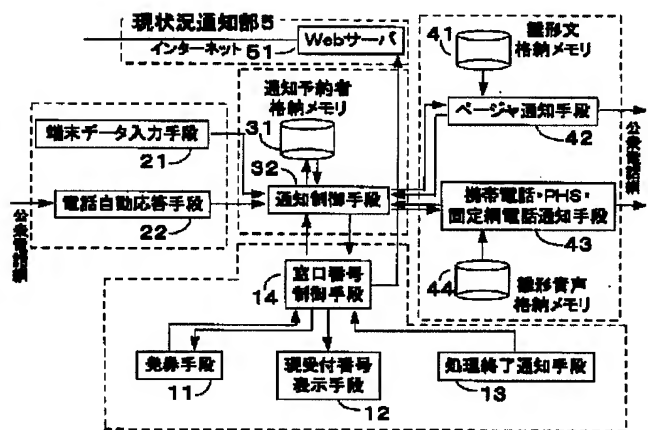 現状況通知部5
インターネット
51
Webサーバ
41
雛形文
格納メモリ
通知予約者
格納メモリ
31
32
端末データ入力手段
21
ページャ通知手段
42
公衆電話網
通知制御手段
電話自動応答手段
22
公衆電話網
携帯電話・PHS・
固定網電話通知手段
43
窓口番号
制御手段
14
44
雛形音声
格納メモリ
発券手段
11
現受付番号
表示手段
12
処理終了通知手段
13